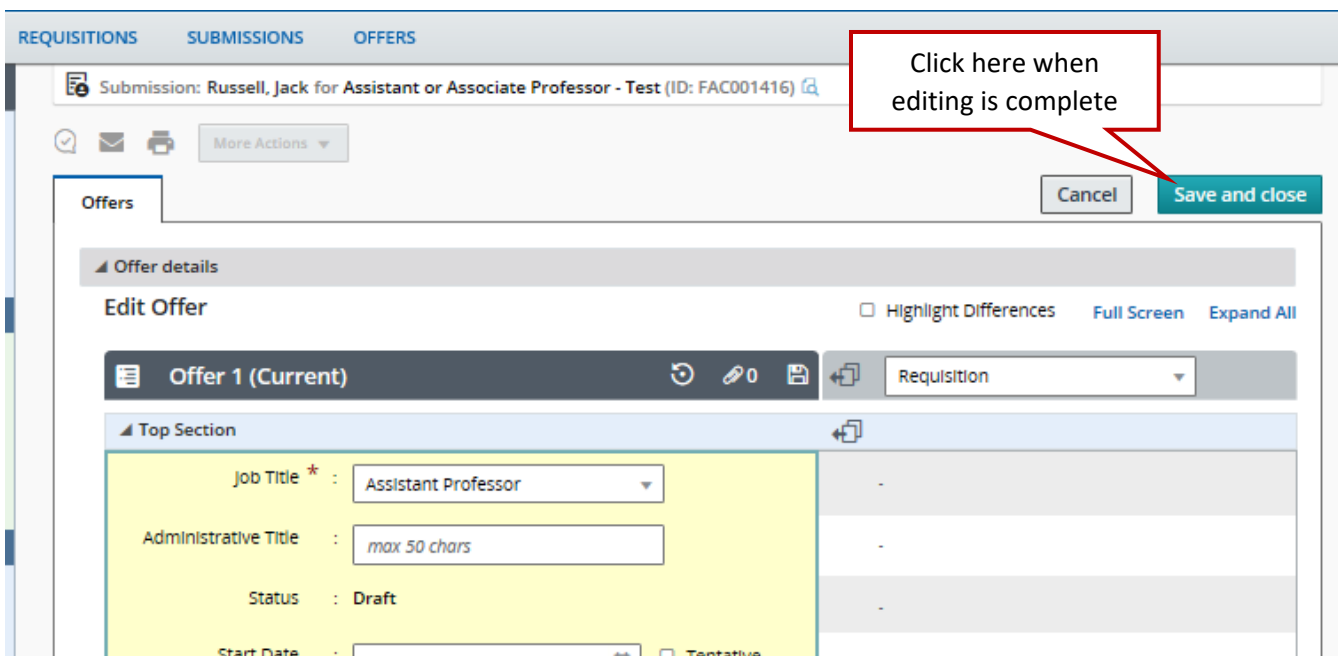 REQUISITIONS SUBMISSIONS OFFERS
Click here when
editing is complete
Submission: Russell, Jack for Assistant or Associate Professor - Test (ID: FAC001416)
More Actions
Offers
Cancel
Save and close
Offer details
Edit Offer
Highlight Differences
Full Screen
Expand All
Offer 1 (Current)
0
Requisition
Top Section
Job Title * : Assistant Professor
-
Administrative Title : max 50 chars
-
Status : Draft
-
Start Date : Tentative